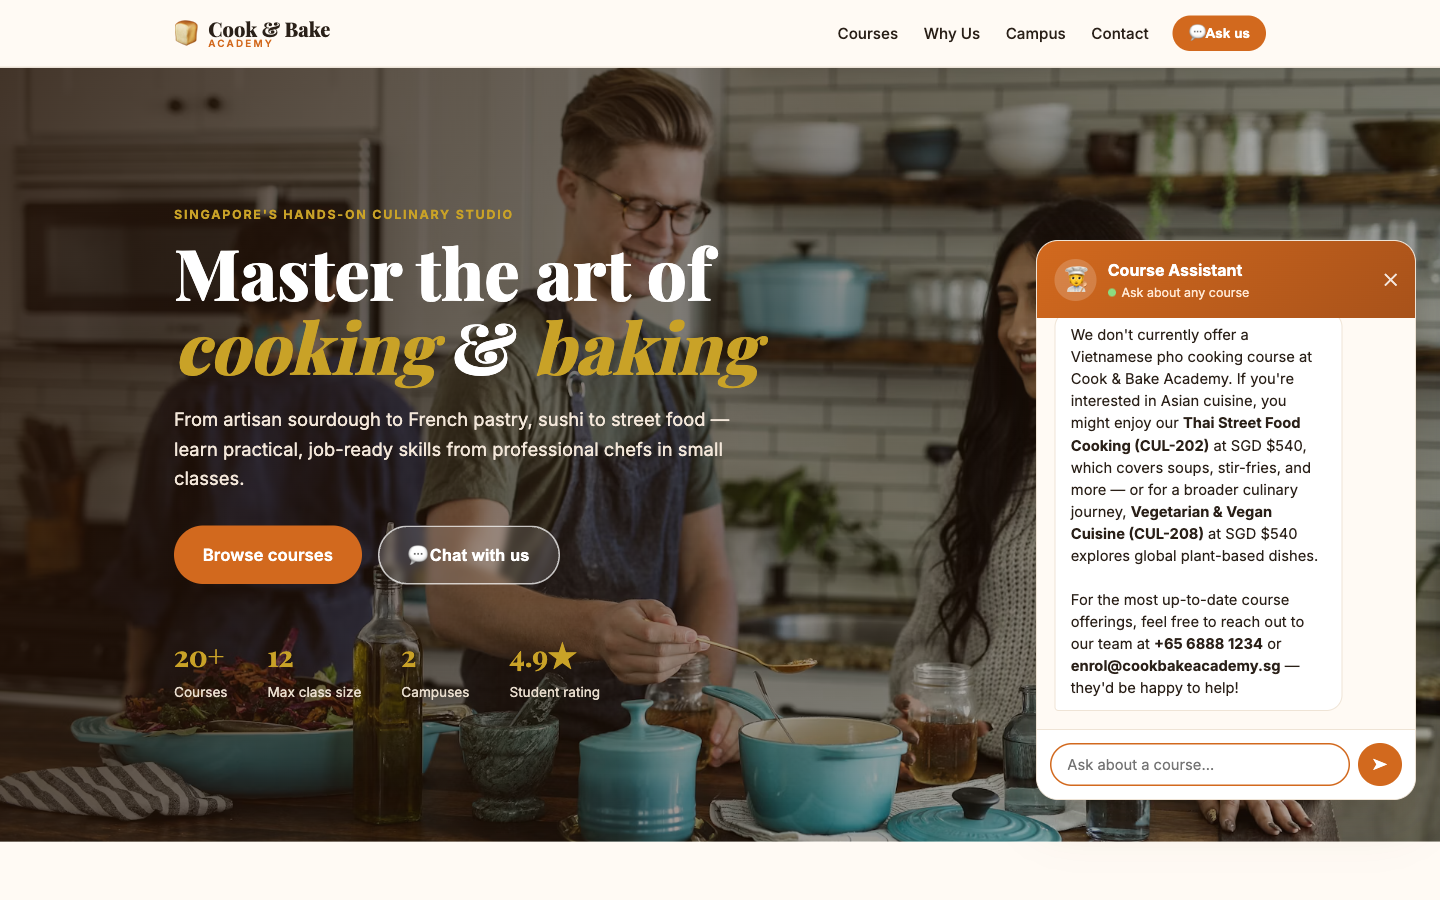 Cook & Bake
ACADEMY
Courses
Why Us
Campus
Contact
Ask us
SINGAPORE'S HANDS-ON CULINARY STUDIO
Master the art of
cooking & baking
From artisan sourdough to French pastry, sushi to street food —
learn practical, job-ready skills from professional chefs in small
classes.
Browse courses
Chat with us
20+
Courses
12
Max class size
2
Campuses
4.9★
Student rating
Course Assistant
Ask about any course
We don't currently offer a
Vietnamese pho cooking course at
Cook & Bake Academy. If you're
interested in Asian cuisine, you
might enjoy our Thai Street Food
Cooking (CUL-202) at SGD $540,
which covers soups, stir-fries, and
more — or for a broader culinary
journey, Vegetarian & Vegan
Cuisine (CUL-208) at SGD $540
explores global plant-based dishes.
For the most up-to-date course
offerings, feel free to reach out to
our team at +65 6888 1234 or
enrol@cookbakeacademy.sg —
they'd be happy to help!
Ask about a course...